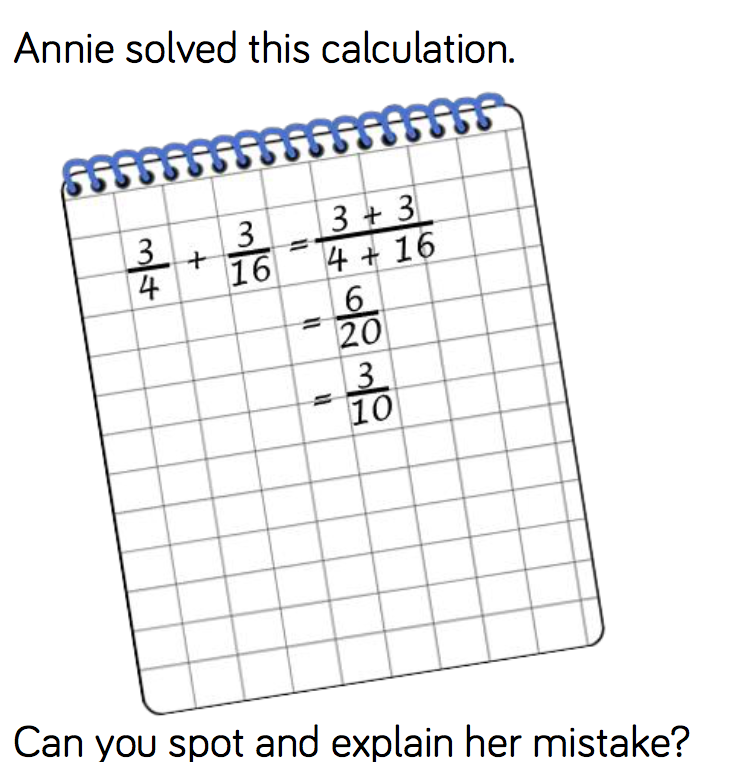 Annie solved this calculation.
3/4 + 3/16 = (3 + 3)/(4 + 16)
= 6/20
= 3/10
Can you spot and explain her mistake?